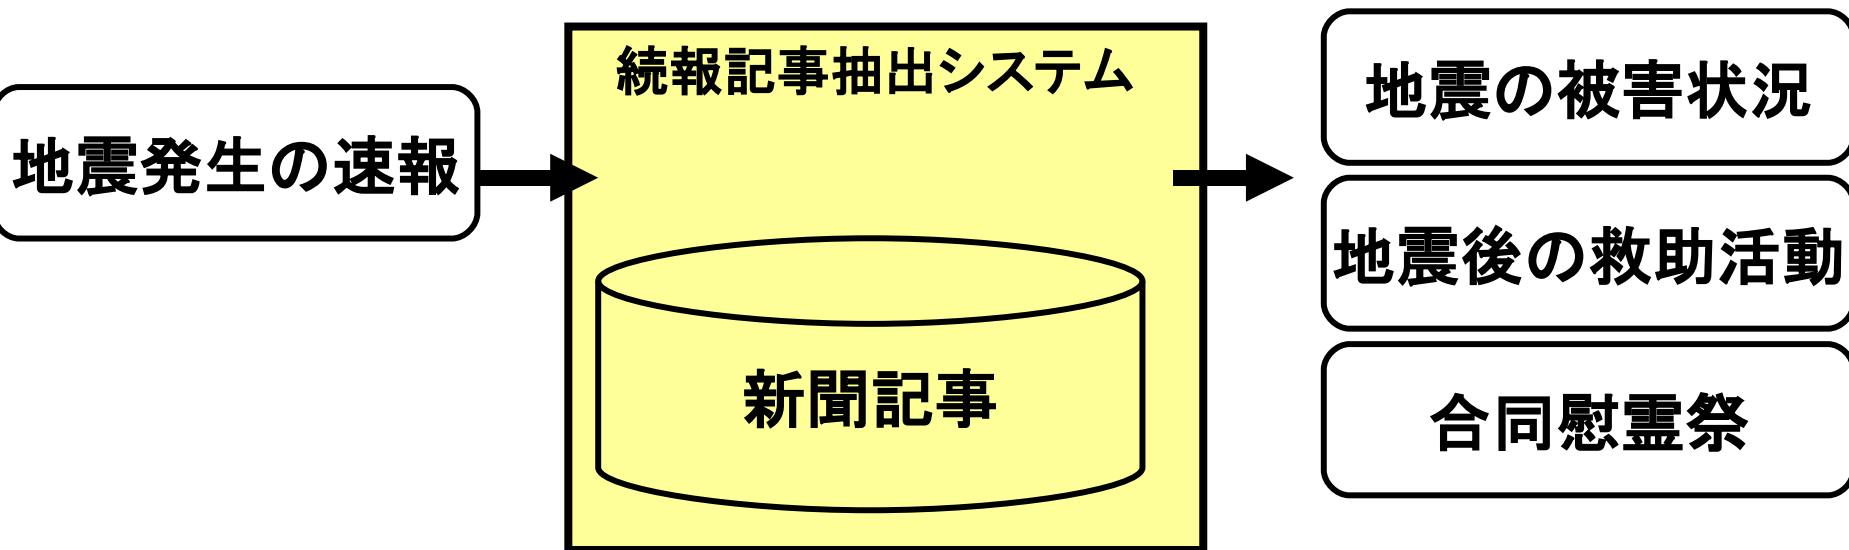 地震発生の速報
続報記事抽出システム
新聞記事
地震の被害状況
地震後の救助活動
合同慰霊祭